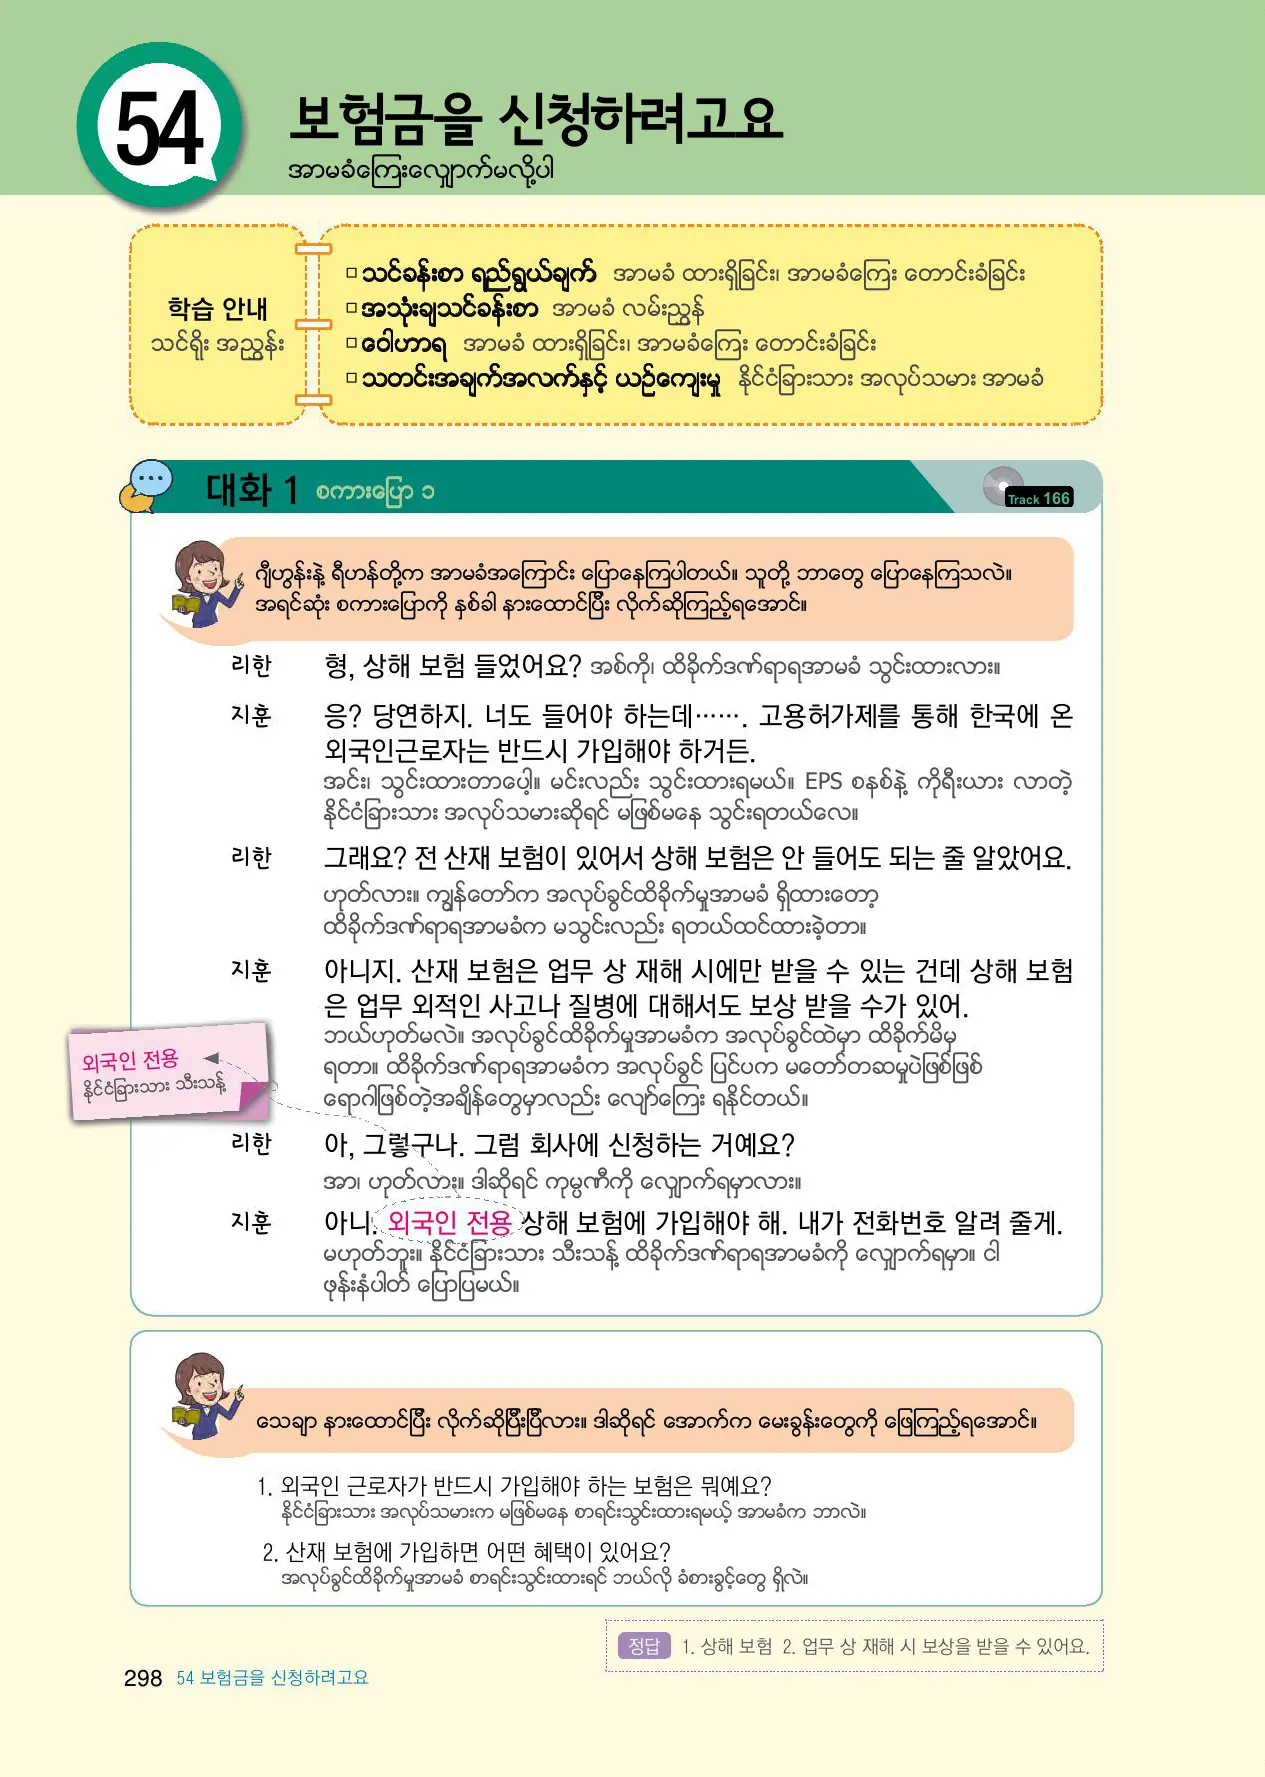 54
보험금을 신청하려고요
အာမခံကြေးလျှောက်မလို့ပါ
학습 안내
သင်ရိုး အညွှန်း
□ သင်ခန်းစာ ရည်ရွယ်ချက် အာမခံ ထားရှိခြင်း၊ အာမခံကြေး တောင်းခံခြင်း
□ အသုံးချသင်ခန်းစာ အာမခံ လမ်းညွှန်
□ ဝေါဟာရ အာမခံ ထားရှိခြင်း၊ အာမခံကြေး တောင်းခံခြင်း
□ သတင်းအချက်အလက်နှင့် ယဉ်ကျေးမှု နိုင်ငံခြားသား အလုပ်သမား အာမခံ
대화 1 စကားပြော ၁
Track 166
ဂျီဟွန်းနဲ့ ရီဟန်တို့က အာမခံအကြောင်း ပြောနေကြပါတယ်။ သူတို့ ဘာတွေ ပြောနေကြသလဲ။
အရင်ဆုံး စကားပြောကို နှစ်ခါ နားထောင်ပြီး လိုက်ဆိုကြည့်ရအောင်။
리한 형, 상해 보험 들었어요? အစ်ကို၊ ထိခိုက်ဒဏ်ရာရအာမခံ သွင်းထားလား။
지훈 응? 당연하지. 너도 들어야 하는데……. 고용허가제를 통해 한국에 온
외국인근로자는 반드시 가입해야 하거든.
အင်း၊ သွင်းထားတာပေါ့။ မင်းလည်း သွင်းထားရမယ်။ EPS စနစ်နဲ့ ကိုရီးယား လာတဲ့
နိုင်ငံခြားသား အလုပ်သမားဆိုရင် မဖြစ်မနေ သွင်းရတယ်လေ။
리한 그래요? 전 산재 보험이 있어서 상해 보험은 안 들어도 되는 줄 알았어요.
ဟုတ်လား။ ကျွန်တော်က အလုပ်ခွင်ထိခိုက်မှုအာမခံ ရှိထားတော့
ထိခိုက်ဒဏ်ရာရအာမခံက မသွင်းလည်း ရတယ်ထင်ထားခဲ့တာ။
지훈 아니지. 산재 보험은 업무 상 재해 시에만 받을 수 있는 건데 상해 보험
은 업무 외적인 사고나 질병에 대해서도 보상 받을 수가 있어.
ဘယ်ဟုတ်မလဲ။ အလုပ်ခွင်ထိခိုက်မှုအာမခံက အလုပ်ခွင်ထဲမှာ ထိခိုက်မိမှ
ရတာ။ ထိခိုက်ဒဏ်ရာရအာမခံက အလုပ်ခွင် ပြင်ပက မတော်တဆမှုပဲဖြစ်ဖြစ်
ရောဂါဖြစ်တဲ့အချိန်တွေမှာလည်း လျော်ကြေး ရနိုင်တယ်။
외국인 전용
နိုင်ငံခြားသား သီးသန့်
리한 아, 그렇구나. 그럼 회사에 신청하는 거예요?
အာ၊ ဟုတ်လား။ ဒါဆိုရင် ကုမ္ပဏီကို လျှောက်ရမှာလား။
지훈 아니. 외국인 전용 상해 보험에 가입해야 해. 내가 전화번호 알려 줄게.
မဟုတ်ဘူး။ နိုင်ငံခြားသား သီးသန့် ထိခိုက်ဒဏ်ရာရအာမခံကို လျှောက်ရမှာ။ ငါ
ဖုန်းနံပါတ် ပြောပြမယ်။
သေချာ နားထောင်ပြီး လိုက်ဆိုပြီးပြီလား။ ဒါဆိုရင် အောက်က မေးခွန်းတွေကို ဖြေကြည့်ရအောင်။
1. 외국인 근로자가 반드시 가입해야 하는 보험은 뭐예요?
နိုင်ငံခြားသား အလုပ်သမားက မဖြစ်မနေ စာရင်းသွင်းထားရမယ့် အာမခံက ဘာလဲ။
2. 산재 보험에 가입하면 어떤 혜택이 있어요?
အလုပ်ခွင်ထိခိုက်မှုအာမခံ စာရင်းသွင်းထားရင် ဘယ်လို ခံစားခွင့်တွေ ရှိလဲ။
정답 1. 상해 보험 2. 업무 상 재해 시 보상을 받을 수 있어요.
298 54 보험금을 신청하려고요